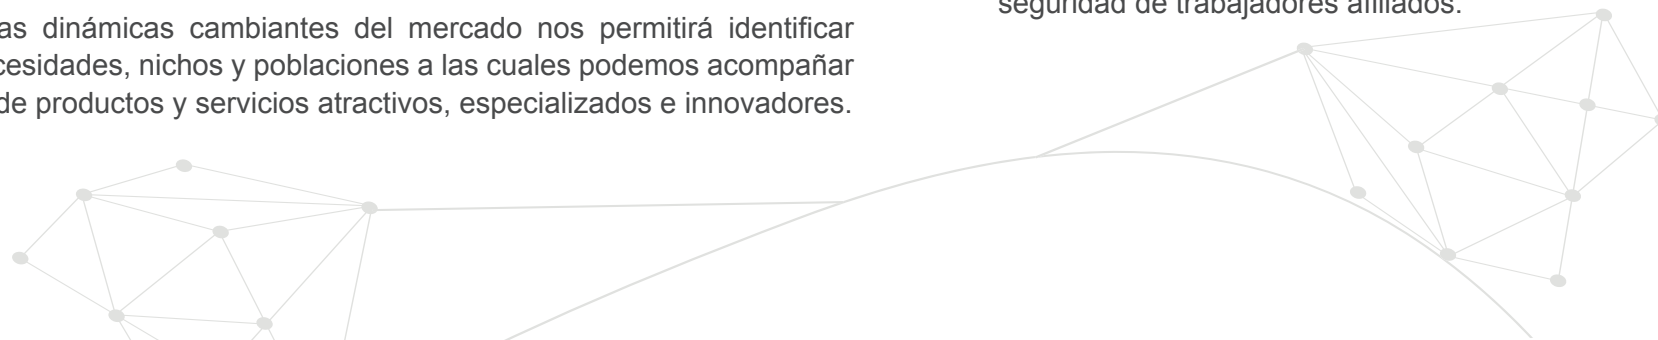 as dinámicas cambiantes del mercado nos permitirá identificar
cesidades, nichos y poblaciones a las cuales podemos acompañar
de productos y servicios atractivos, especializados e innovadores.
seguridad de trabajadores afiliados.